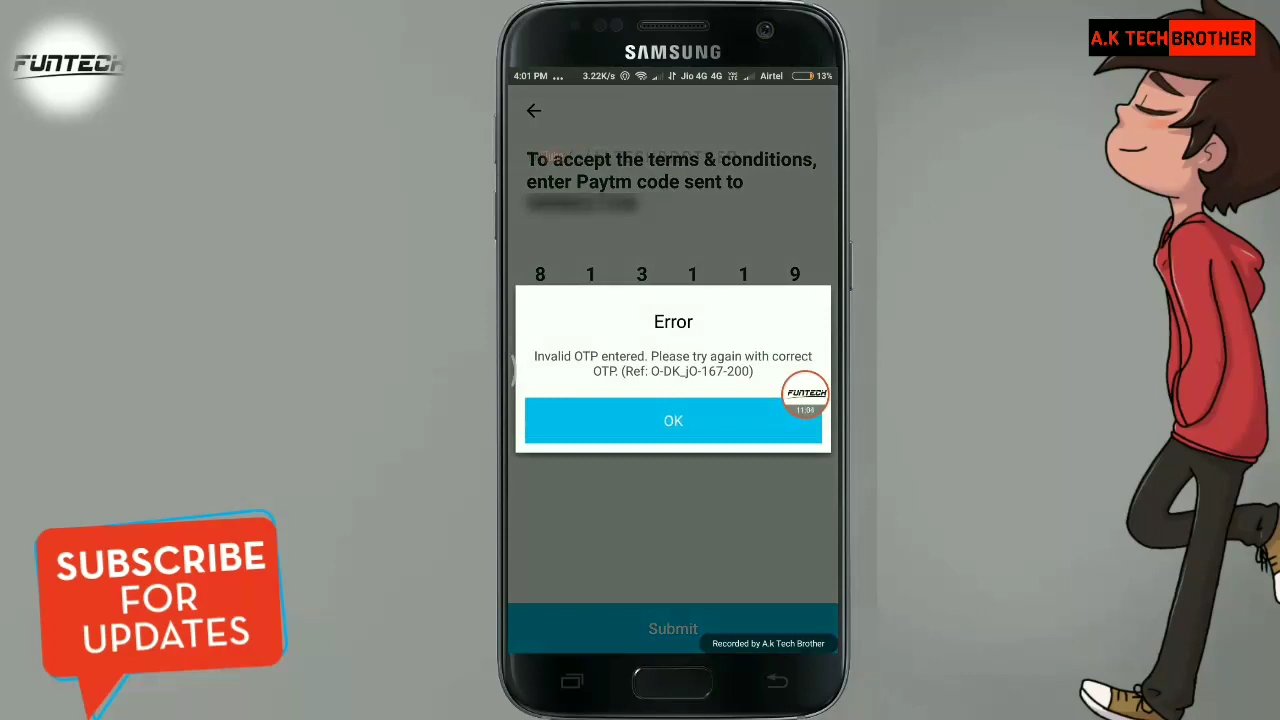 FUNTECH
A.K TECH BROTHER
SAMSUNG
4:01 PM ... 3.22K/s Jio 4G 4G Airtel 13%
To accept the terms & conditions,
enter Paytm code sent to
8 1 3 1 1 9
Error
Invalid OTP entered. Please try again with correct
OTP. (Ref: O-DK_jO-167-200)
FUNTECH
11:04
OK
SUBSCRIBE
FOR
UPDATES
Submit
Recorded by A.k Tech Brother